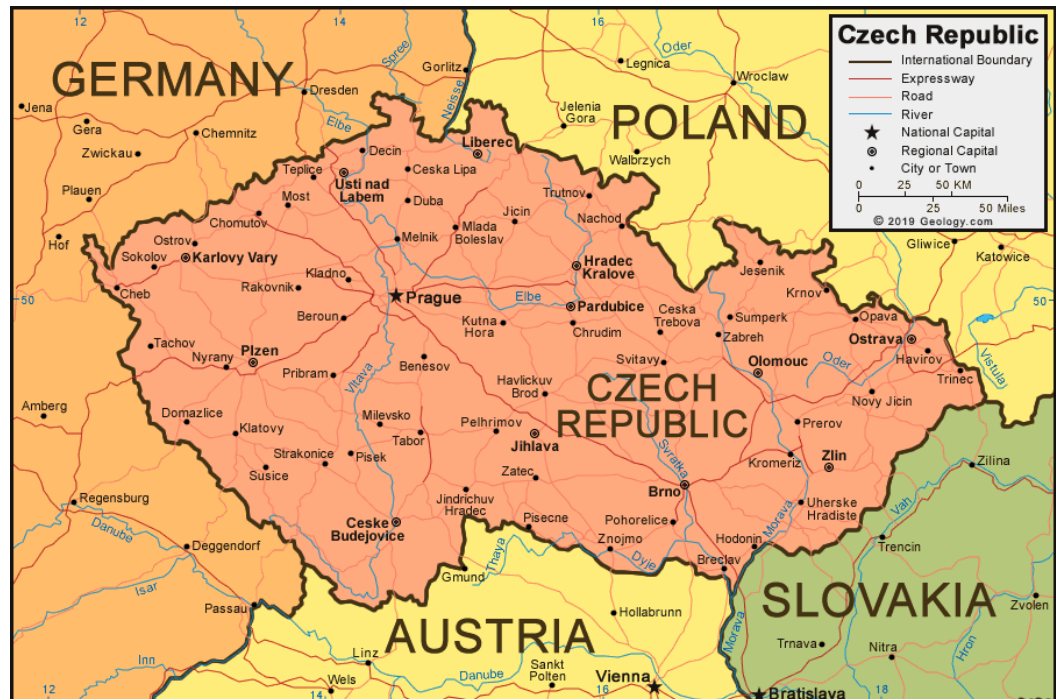 12
14
16
Czech Republic
International Boundary
Expressway
Road
River
National Capital
Regional Capital
City or Town
0 25 50 KM
0 25 50 Miles
© 2019 Geology.com
GERMANY
POLAND
CZECH
REPUBLIC
AUSTRIA
SLOVAKIA
Spree
Oder
Gorlitz
Legnica
Wroclaw
Neisse
Dresden
Jena
Gera
Elbe
Jelenia
Gora
Chemnitz
Zwickau
Decin
Liberec
Walbrzych
Teplice
Ceska Lipa
Usti nad
Labem
Plauen
Most
Duba
Trutnov
Chomutov
Jicin
Nachod
Mlada
Boleslav
Hof
Ostrov
Melnik
Gliwice
Katowice
Sokolov
Karlovy Vary
Hradec
Kralove
Jesenik
Kladno
Cheb
Rakovnik
Prague
Elbe
Krnov
50
50
Pardubice
Beroun
Kutna
Hora
Chrudim
Ceska
Trebova
Sumperk
Zabreh
Opava
Ostrava
Tachov
Nyrany
Plzen
Havirov
Vistula
Benesov
Svitavy
Olomouc
Oder
Trinec
Pribram
Vltava
Havlickuv
Brod
Novy Jicin
Amberg
Domazlice
Milevsko
Pelhrimov
Prerov
Klatovy
Tabor
Jihlava
Strakonice
Pisek
Svratka
Kromeriz
Zlin
Zilina
Susice
Zatec
Brno
Regensburg
Jindrichuv
Hradec
Uherske
Hradiste
Vah
Danube
Ceske
Budejovice
Pisecne
Pohorelice
Morava
Deggendorf
Znojmo
Hodonin
Trencin
Thaya
Dyje
Breclav
Gmund
Isar
Passau
Hollabrunn
Zvolen
Morava
Trnava
Nitra
Hron
Inn
Linz
Danube
Sankt
Polten
Vienna
Wels
12
14
16
Bratislava
18